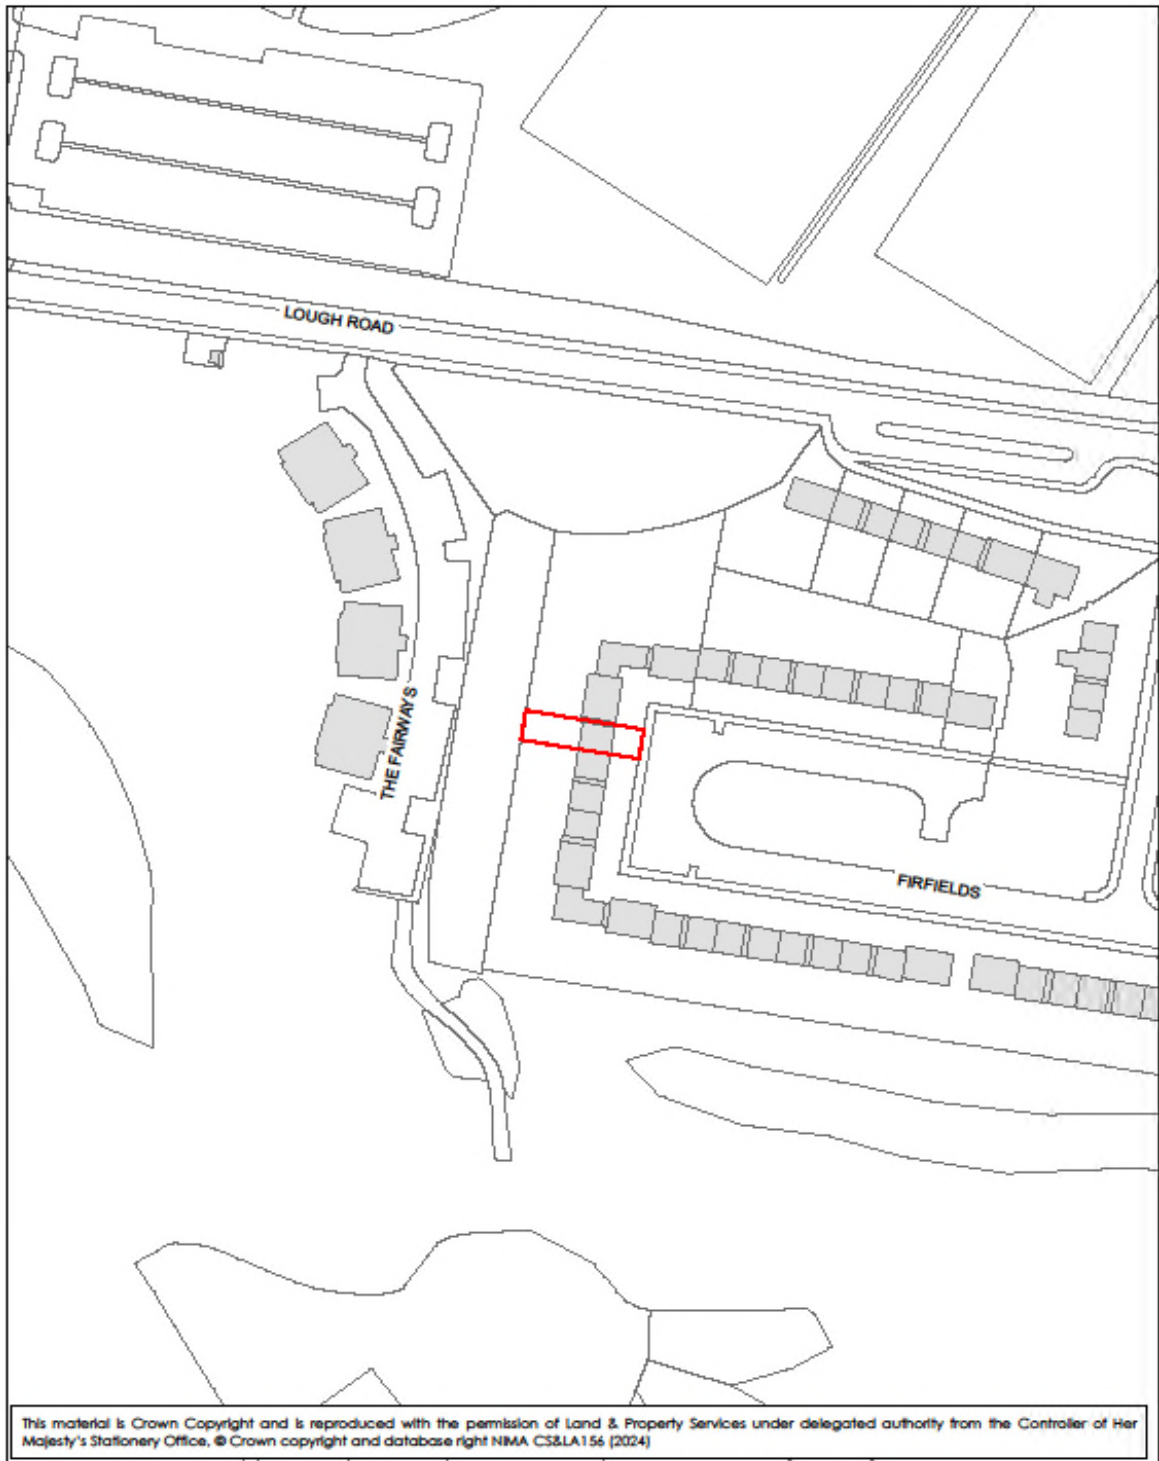 LOUGH ROAD
THE FAIRWAYS
FIRFIELDS
This material is Crown Copyright and is reproduced with the permission of Land & Property Services under delegated authority from the Controller of Her
Majesty's Stationery Office, © Crown copyright and database right NIMA CS&LA156 (2024)